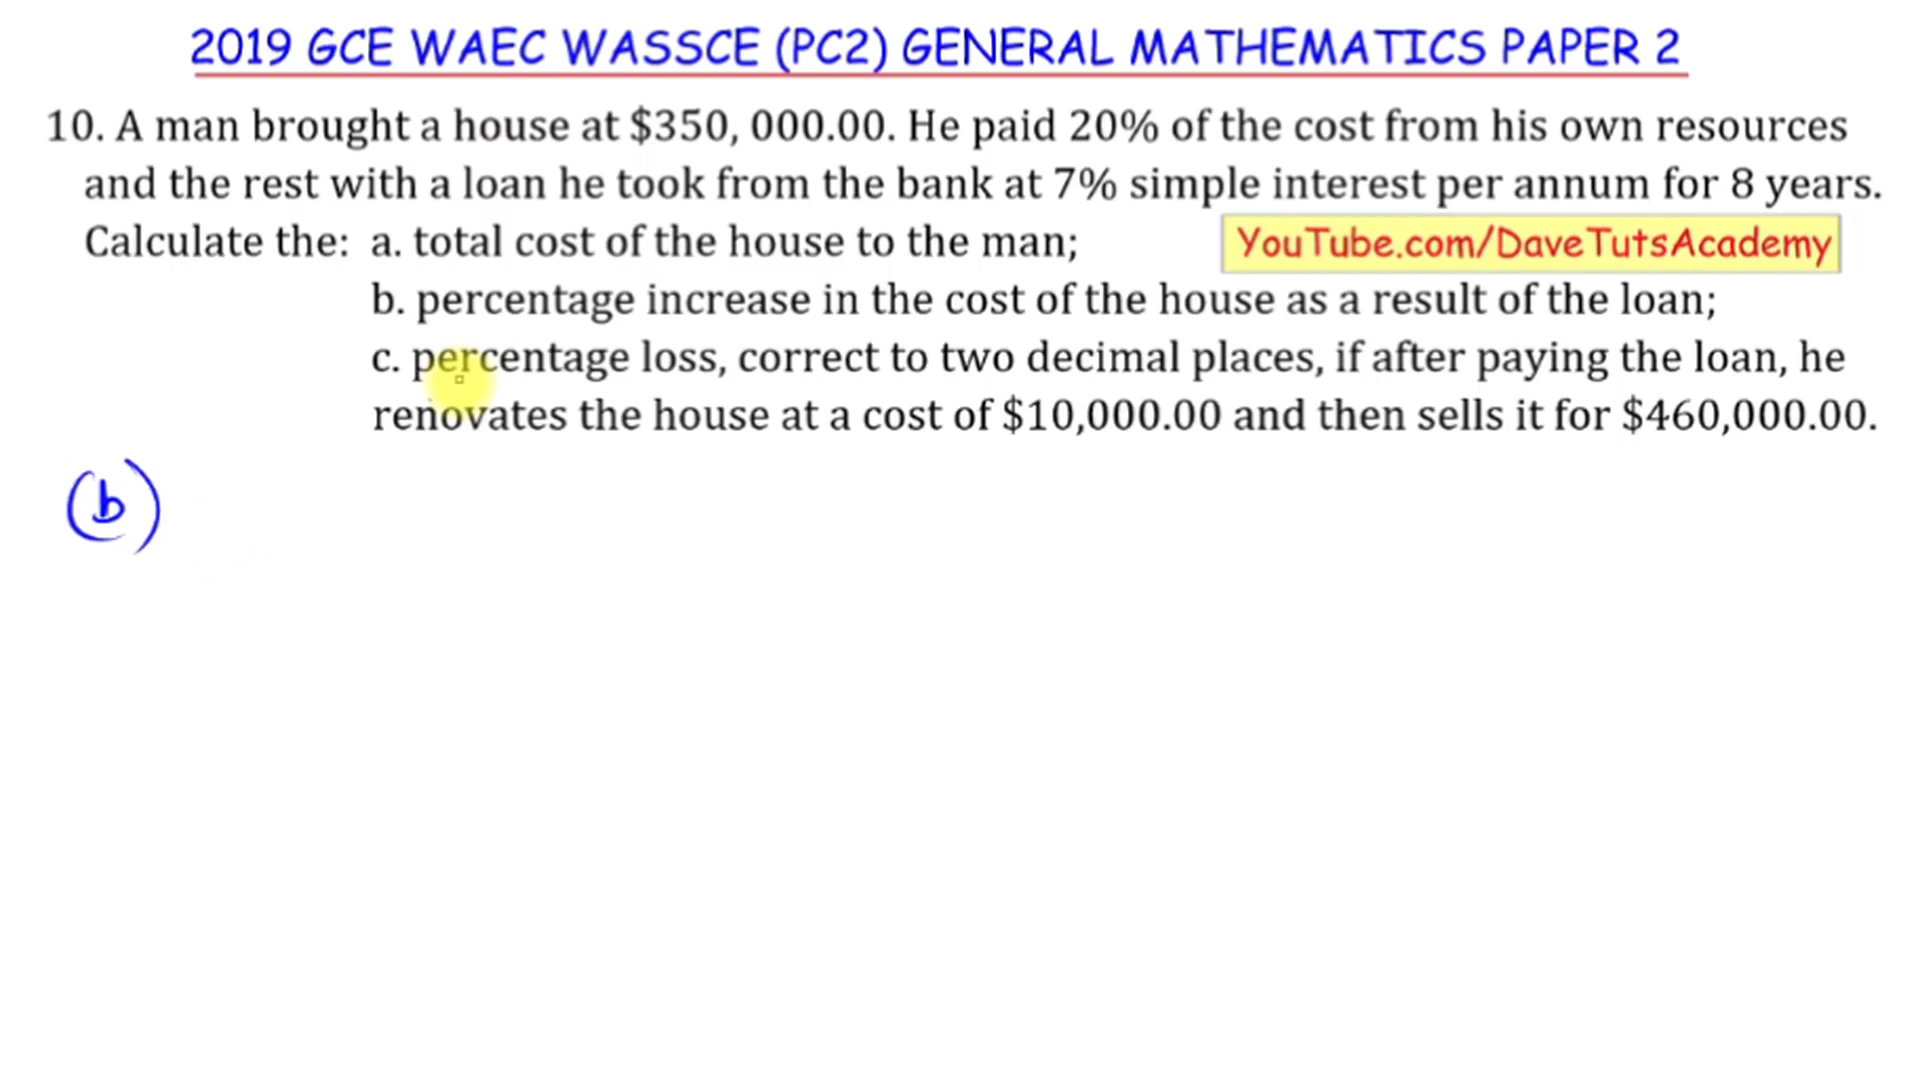 2019 GCE WAEC WASSCE (PC2) GENERAL MATHEMATICS PAPER 2
10. A man brought a house at $350, 000.00. He paid 20% of the cost from his own resources
and the rest with a loan he took from the bank at 7% simple interest per annum for 8 years.
Calculate the: a. total cost of the house to the man;
YouTube.com/DaveTutsAcademy
b. percentage increase in the cost of the house as a result of the loan;
c. percentage loss, correct to two decimal places, if after paying the loan, he
renovates the house at a cost of $10,000.00 and then sells it for $460,000.00.
(b)